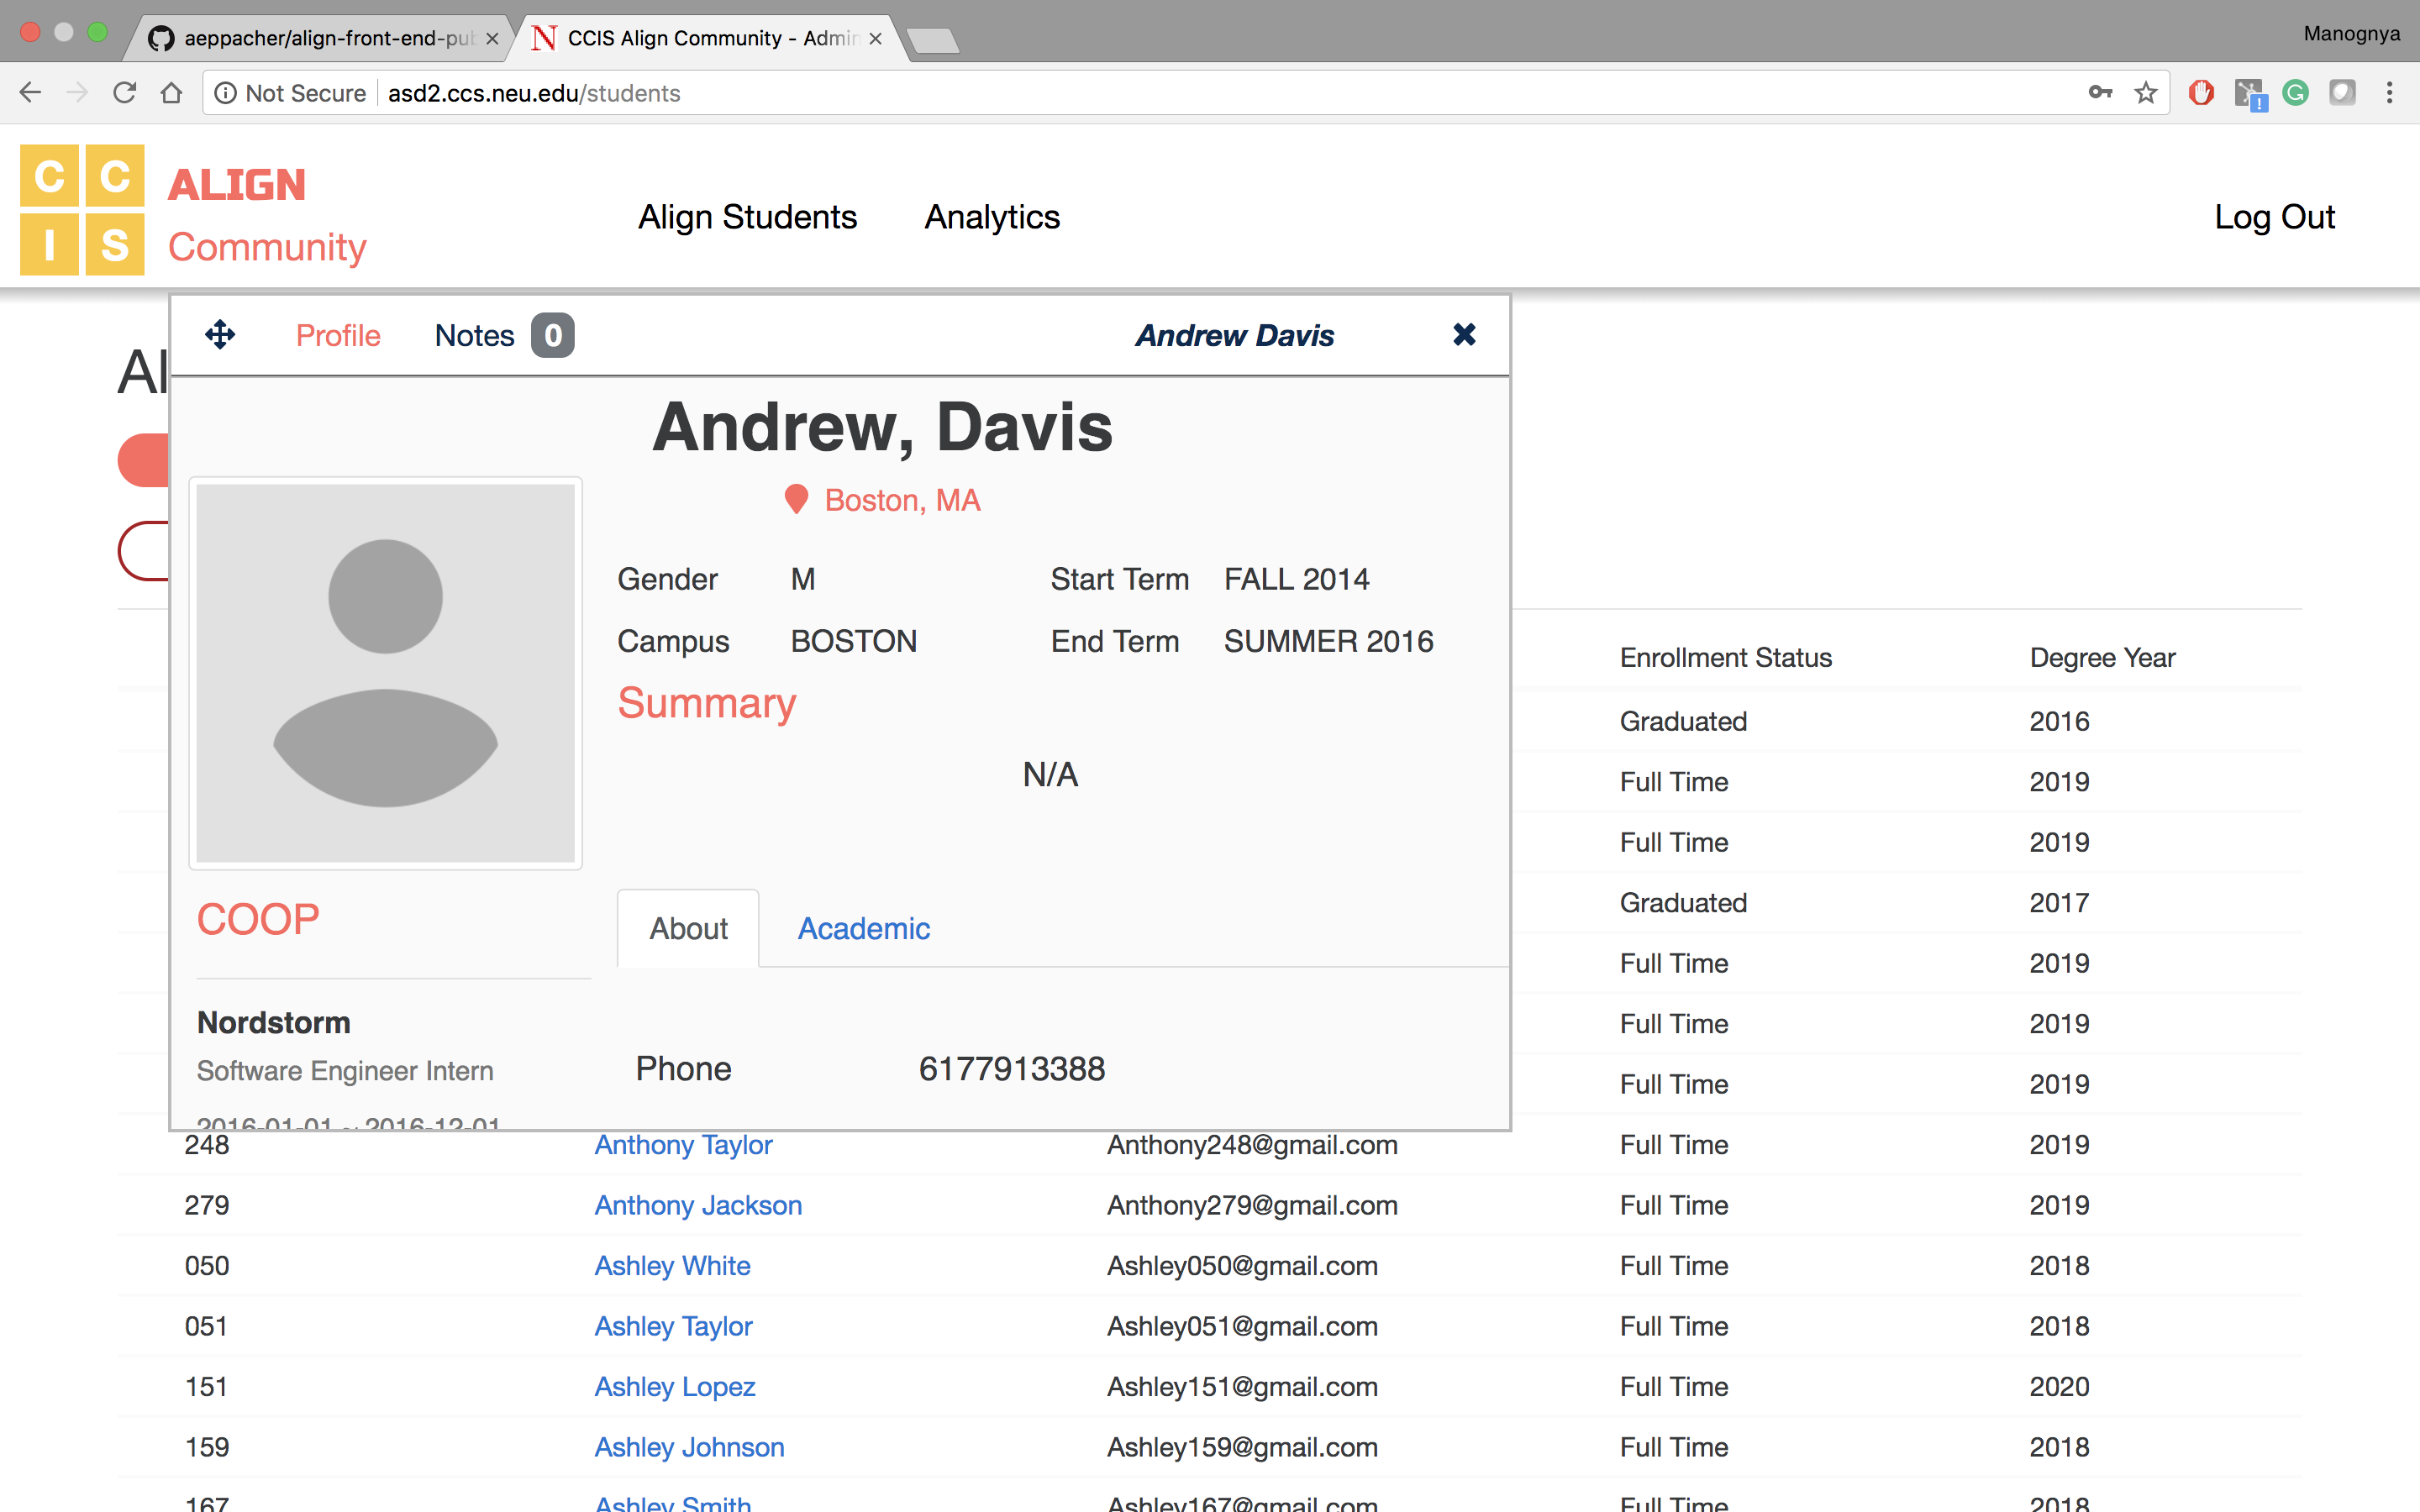 aeppacher/align-front-end-pub
CCIS Align Community - Admin
Manognya
Not Secure asd2.ccs.neu.edu/students
C C
I S
ALIGN
Community
Align Students Analytics Log Out
Profile Notes 0 Andrew Davis
Al
Andrew, Davis
Boston, MA
Gender M Start Term FALL 2014
Campus BOSTON End Term SUMMER 2016
Summary
N/A
COOP
About Academic
Nordstorm
Software Engineer Intern
2016-01-01 ~ 2016-12-01
Phone 6177913388
Enrollment Status Degree Year
Graduated 2016
Full Time 2019
Full Time 2019
Graduated 2017
Full Time 2019
Full Time 2019
Full Time 2019
248 Anthony Taylor Anthony248@gmail.com Full Time 2019
279 Anthony Jackson Anthony279@gmail.com Full Time 2019
050 Ashley White Ashley050@gmail.com Full Time 2018
051 Ashley Taylor Ashley051@gmail.com Full Time 2018
151 Ashley Lopez Ashley151@gmail.com Full Time 2020
159 Ashley Johnson Ashley159@gmail.com Full Time 2018
167 Ashley Smith Ashley167@gmail.com Full Time 2018